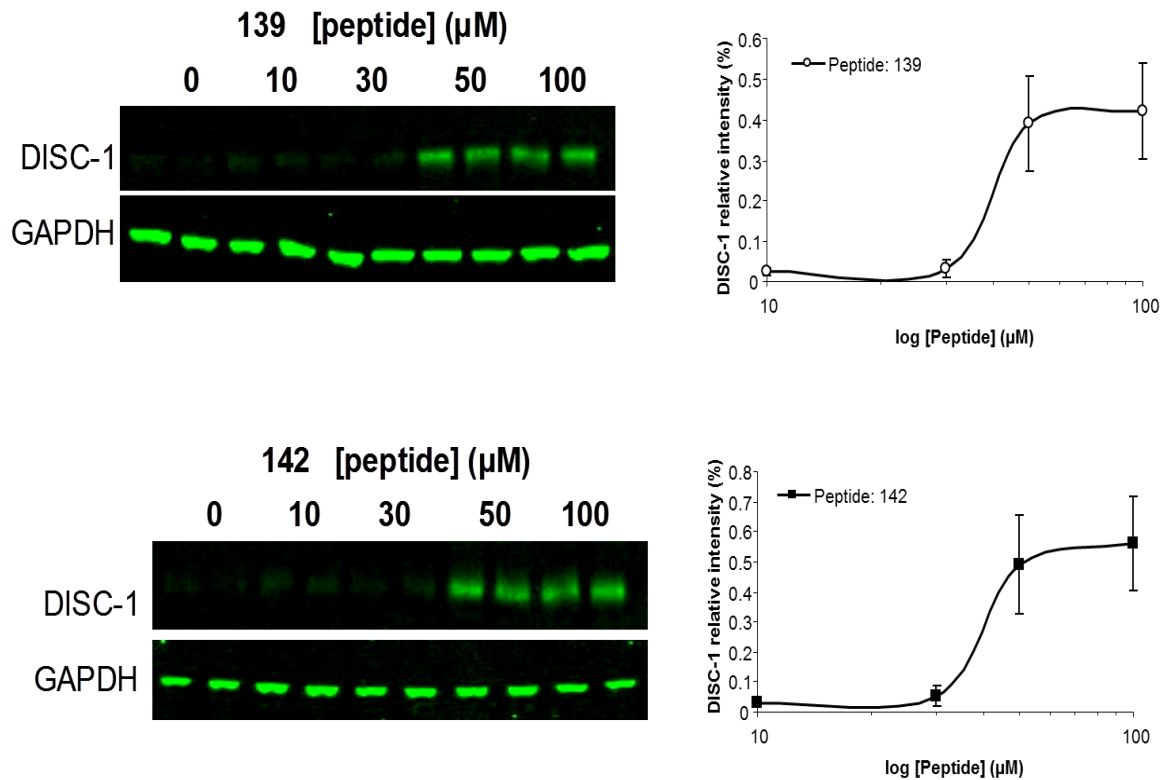 139 [peptide] (µM)
0 10 30 50 100
DISC-1
GAPDH
DISC-1 relative intensity (%)
0.6
0.5
0.4
0.3
0.2
0.1
0
Peptide: 139
10 100
log [Peptide] (µM)
142 [peptide] (µM)
0 10 30 50 100
DISC-1
GAPDH
DISC-1 relative intensity (%)
0.8
0.7
0.6
0.5
0.4
0.3
0.2
0.1
0
Peptide: 142
10 100
log [Peptide] (µM)